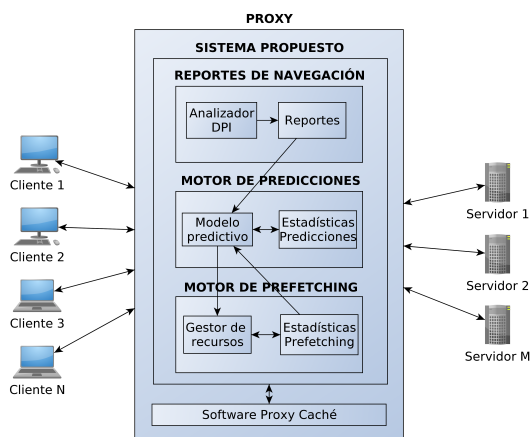 PROXY
SISTEMA PROPUESTO
REPORTES DE NAVEGACIÓN
Analizador
DPI
Reportes
MOTOR DE PREDICCIONES
Modelo
predictivo
Estadísticas
Predicciones
MOTOR DE PREFETCHING
Gestor de
recursos
Estadísticas
Prefetching
Software Proxy Caché
Cliente 1
Cliente 2
Cliente 3
Cliente N
Servidor 1
Servidor 2
Servidor M